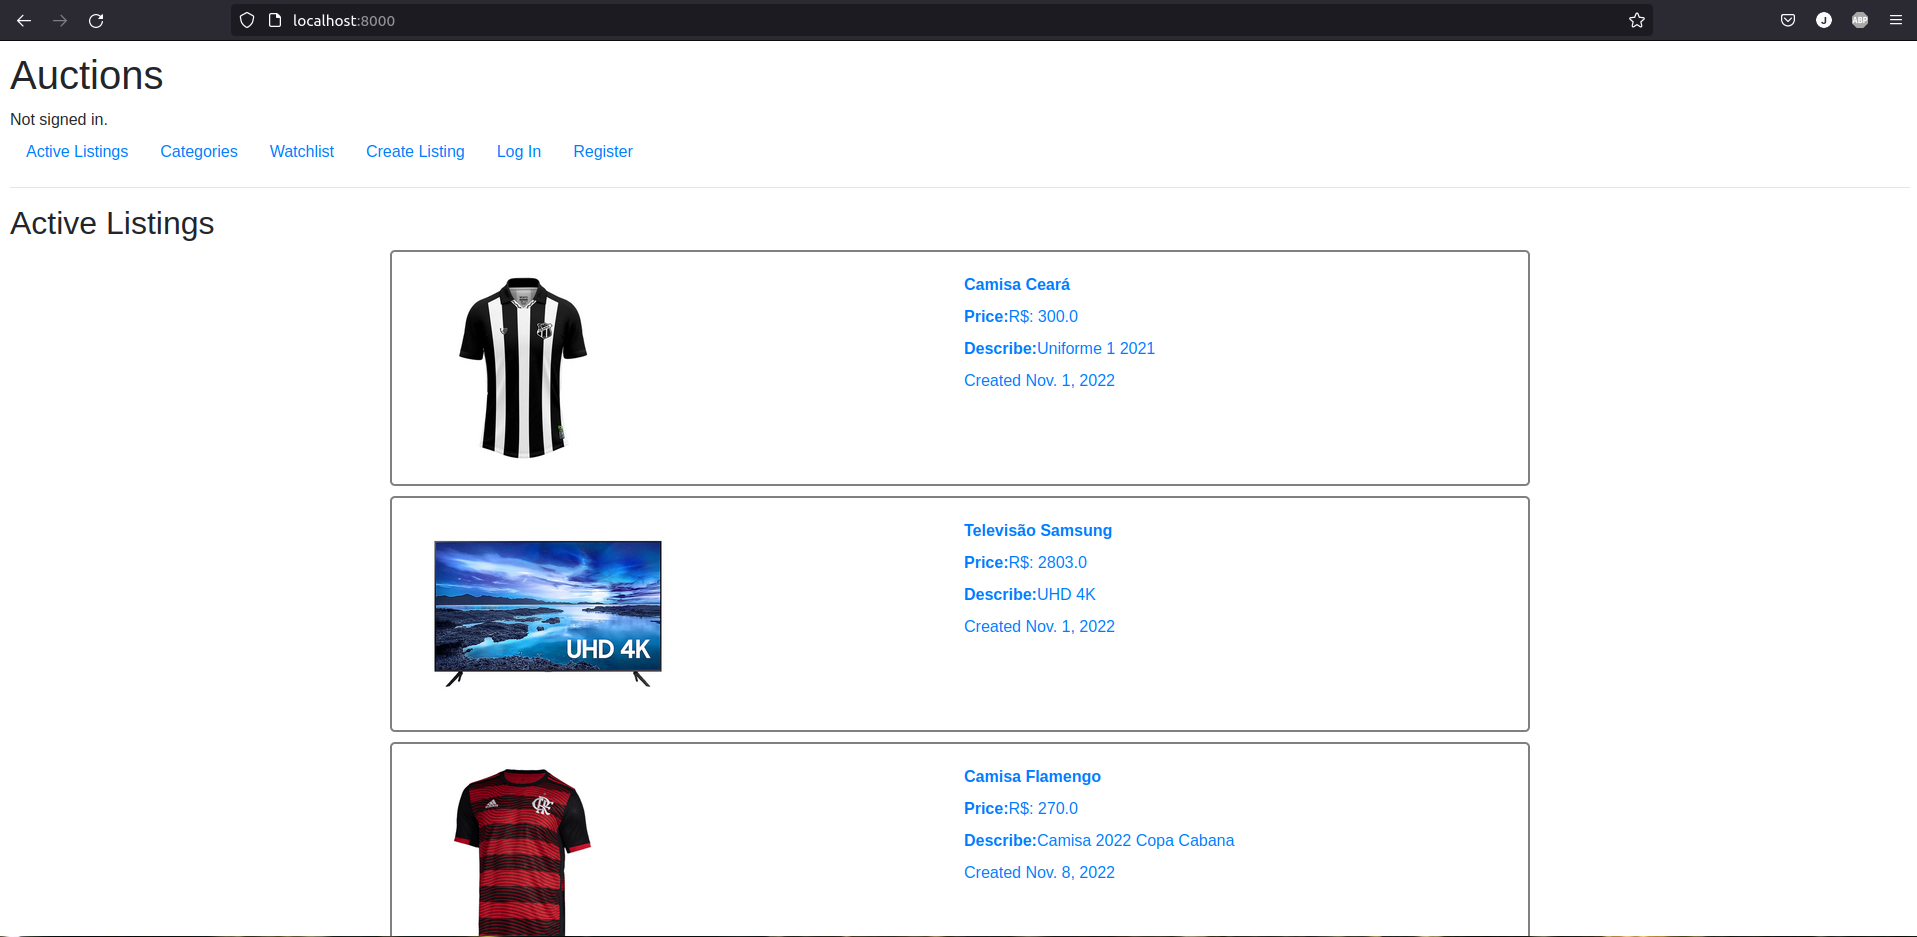 localhost:8000
J
ABP
Auctions
Not signed in.
Active Listings Categories Watchlist Create Listing Log In Register
Active Listings
Camisa Ceará
Price:R$: 300.0
Describe:Uniforme 1 2021
Created Nov. 1, 2022
UHD 4K
Televisão Samsung
Price:R$: 2803.0
Describe:UHD 4K
Created Nov. 1, 2022
Camisa Flamengo
Price:R$: 270.0
Describe:Camisa 2022 Copa Cabana
Created Nov. 8, 2022